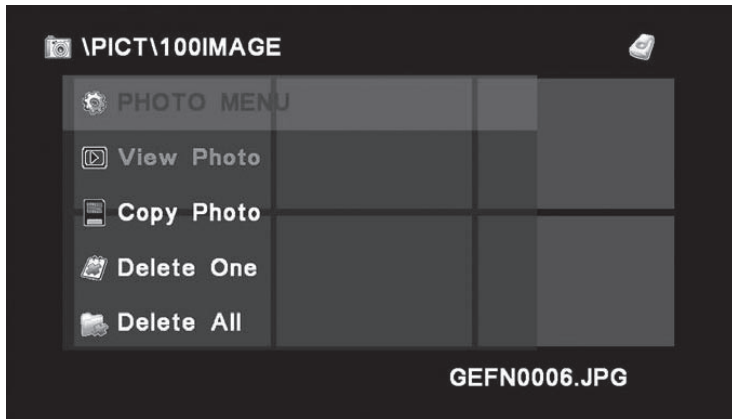 \PICT\100IMAGE
PHOTO MENU
View Photo
Copy Photo
Delete One
Delete All
GEFN0006.JPG